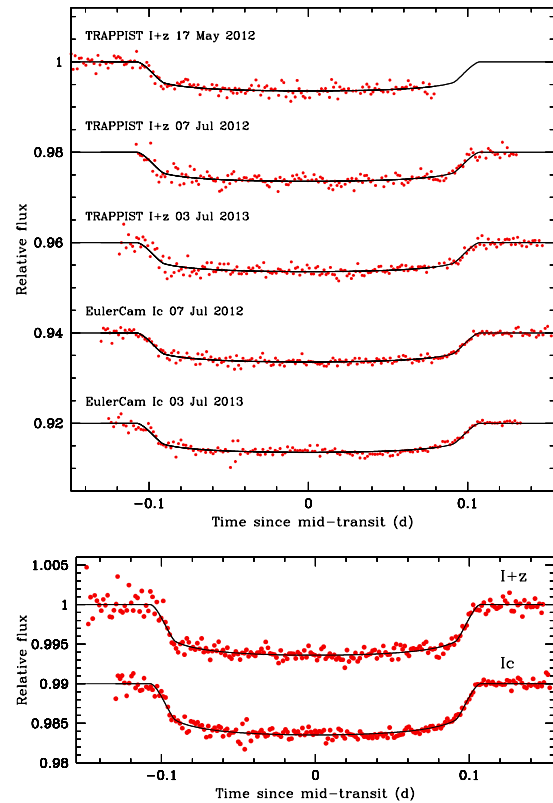 TRAPPIST I+z 17 May 2012
1
TRAPPIST I+z 07 Jul 2012
0.98
TRAPPIST I+z 03 Jul 2013
0.96
Relative flux
EulerCam Ic 07 Jul 2012
0.94
EulerCam Ic 03 Jul 2013
0.92
-0.1 0 0.1
Time since mid-transit (d)
1.005
I+z
1
0.995
Relative flux
Ic
0.99
0.985
0.98
-0.1 0 0.1
Time since mid-transit (d)